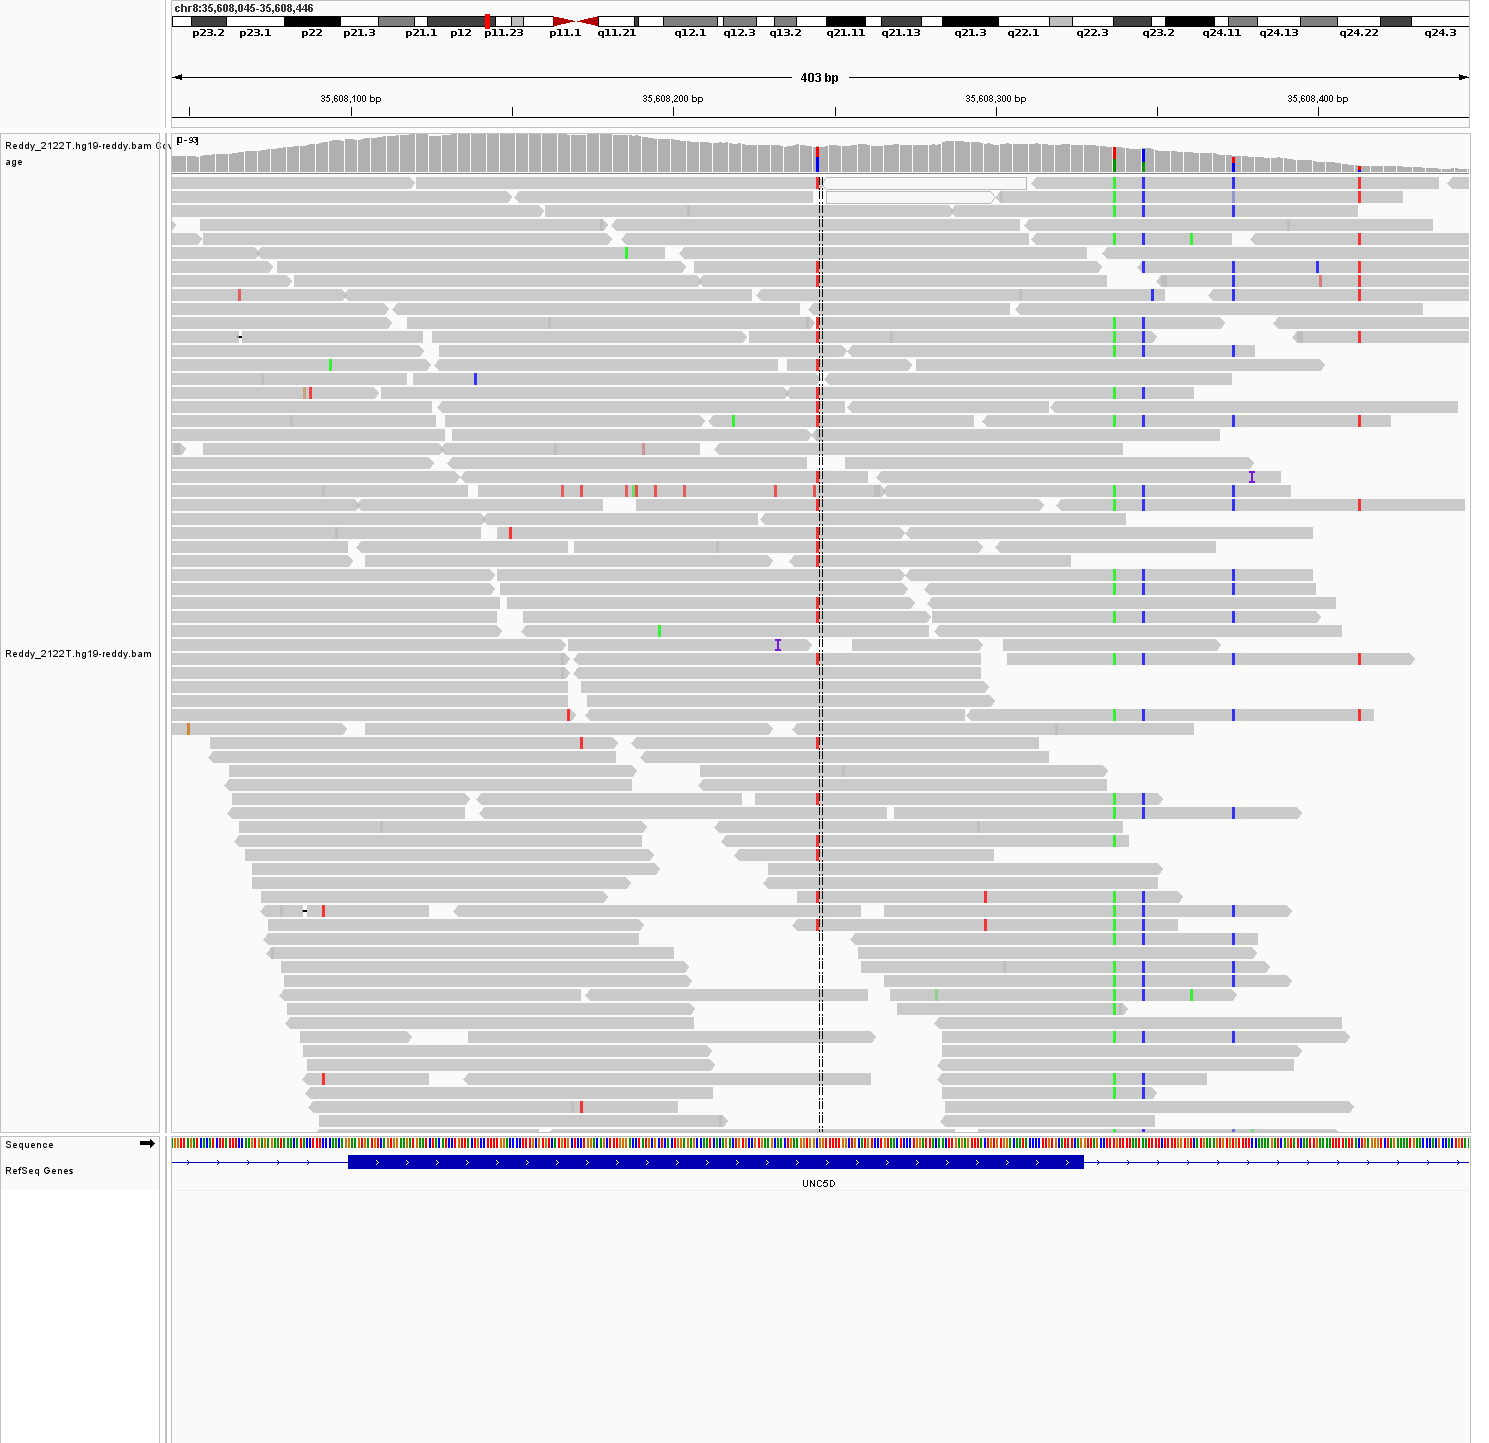 chr8:35,608,045-35,608,446
p23.2 p23.1 p22 p21.3 p21.1 p12 p11.23 p11.1 q11.21 q12.1 q12.3 q13.2 q21.11 q21.13 q21.3 q22.1 q22.3 q23.2 q24.11 q24.13 q24.22 q24.3
403 bp
35,608,100 bp 35,608,200 bp 35,608,300 bp 35,608,400 bp
[0-93]
Reddy_2122T.hg19-reddy.bam Cov
age
Reddy_2122T.hg19-reddy.bam
Sequence
RefSeq Genes
UNC5D